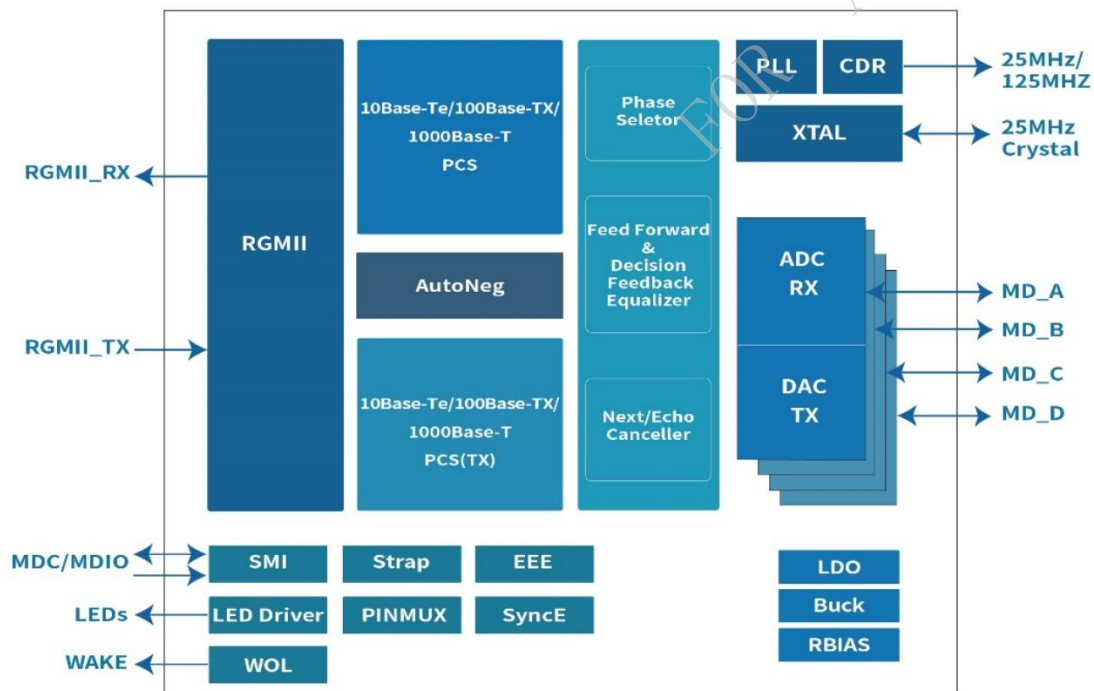 PLL
CDR
25MHz/
125MHZ
XTAL
25MHz
Crystal
RGMII_RX
RGMII_TX
RGMII
10Base-Te/100Base-TX/
1000Base-T
PCS
AutoNeg
10Base-Te/100Base-TX/
1000Base-T
PCS(TX)
Phase
Seletor
Feed Forward
&
Decision
Feedback
Equalizer
Next/Echo
Canceller
FOR
ADC
RX
DAC
TX
MD_A
MD_B
MD_C
MD_D
MDC/MDIO
SMI
Strap
EEE
LEDs
LED Driver
PINMUX
SyncE
WAKE
WOL
LDO
Buck
RBIAS